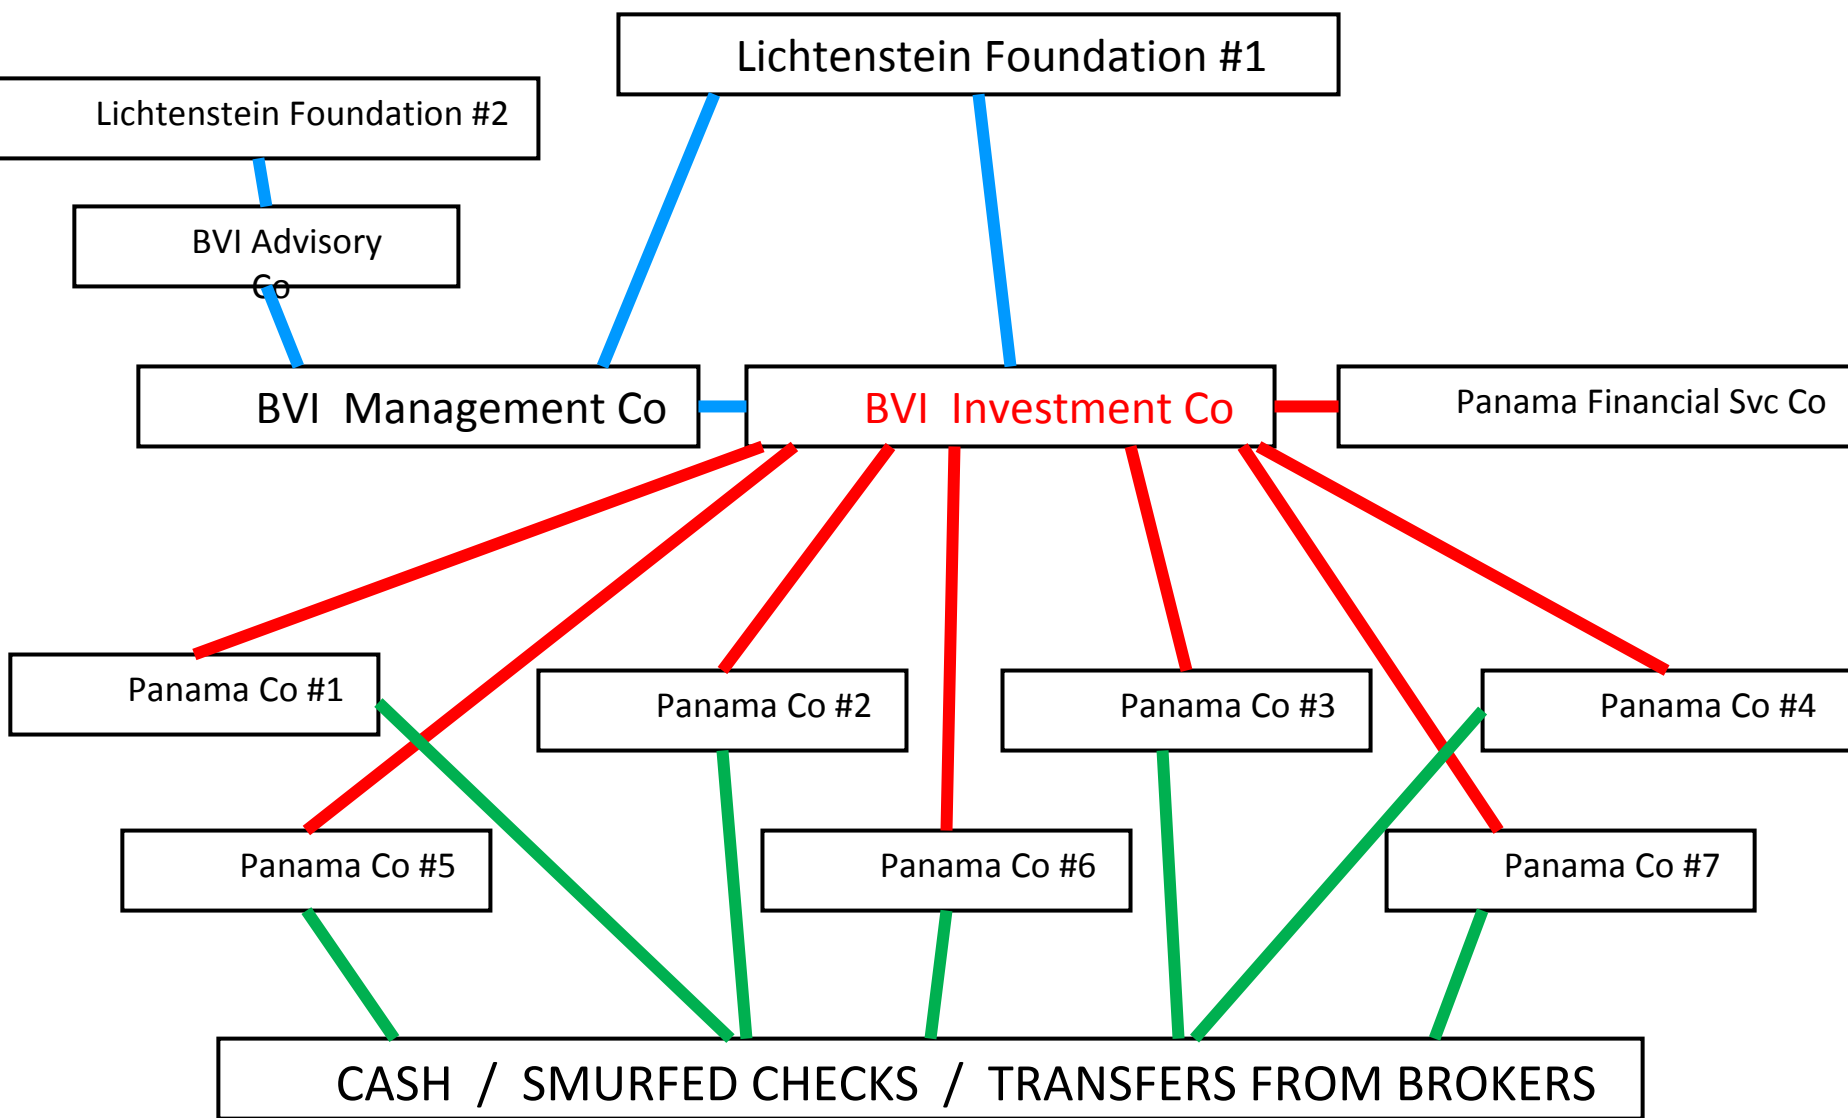 Lichtenstein Foundation #1
Lichtenstein Foundation #2
BVI Advisory
Co
BVI  Management Co
BVI  Investment Co
Panama Financial Svc Co
Panama Co #1
Panama Co #2
Panama Co #3
Panama Co #4
Panama Co #5
Panama Co #6
Panama Co #7
CASH  /  SMURFED CHECKS  /  TRANSFERS FROM BROKERS